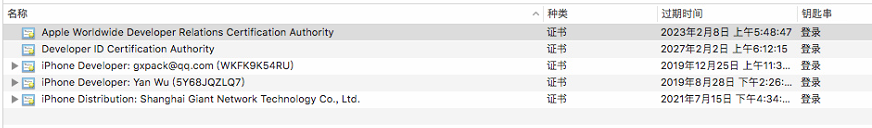 名称 种类 过期时间 钥匙串
Apple Worldwide Developer Relations Certification Authority 证书 2023年2月8日 上午5:48:47 登录
Developer ID Certification Authority 证书 2027年2月2日 上午6:12:15 登录
iPhone Developer: gxpack@qq.com (WKFK9K54RU) 证书 2019年12月25日 上午11:3... 登录
iPhone Developer: Yan Wu (5Y68JQZLQ7) 证书 2019年8月28日 下午2:26:... 登录
iPhone Distribution: Shanghai Giant Network Technology Co., Ltd. 证书 2021年7月15日 下午4:34:... 登录